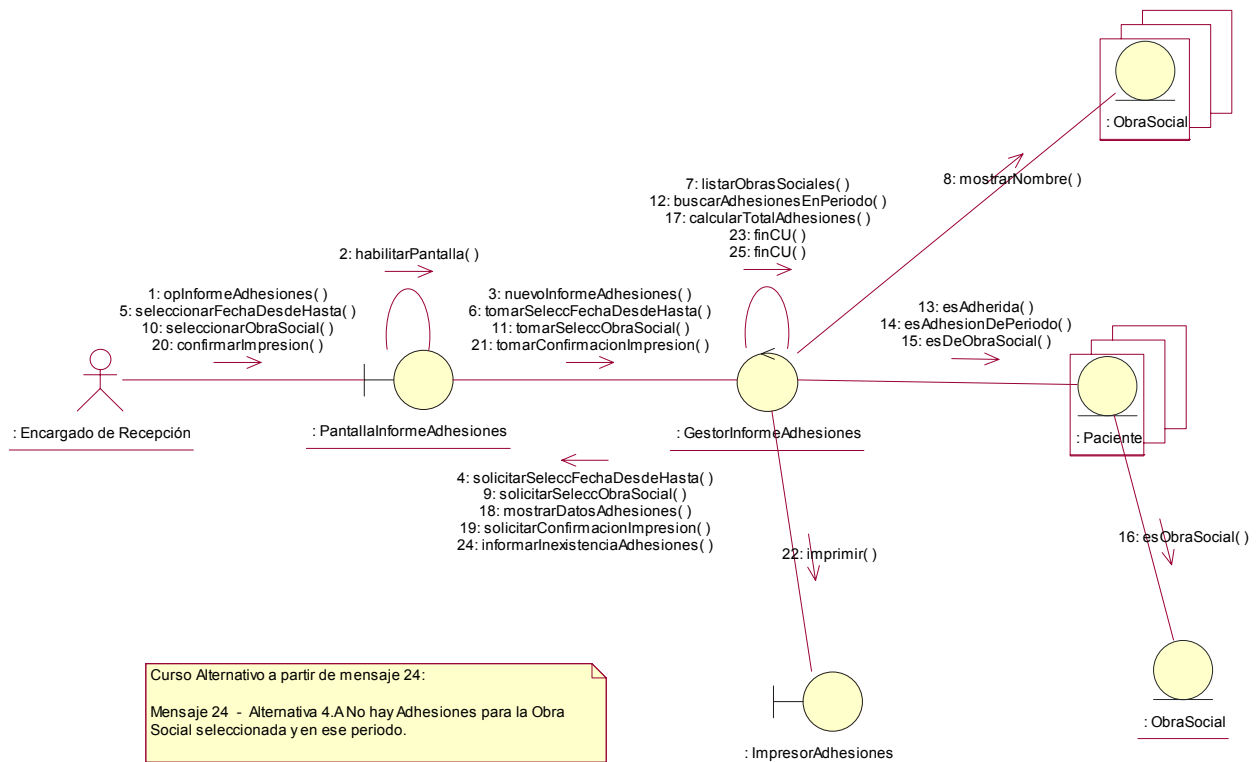 : ObraSocial
8: mostrarNombre( )
7: listarObrasSociales( )
12: buscarAdhesionesEnPeriodo( )
17: calcularTotalAdhesiones( )
23: finCU( )
25: finCU( )
2: habilitarPantalla( )
1: opInformeAdhesiones( )
5: seleccionarFechaDesdeHasta( )
10: seleccionarObraSocial( )
20: confirmarImpresion( )
3: nuevoInformeAdhesiones( )
6: tomarSeleccFechaDesdeHasta( )
11: tomarSeleccObraSocial( )
21: tomarConfirmacionImpresion( )
13: esAdherida( )
14: esAdhesionDePeriodo( )
15: esDeObraSocial( )
: Encargado de Recepción
: PantallaInformeAdhesiones
: GestorInformeAdhesiones
: Paciente
4: solicitarSeleccFechaDesdeHasta( )
9: solicitarSeleccObraSocial( )
18: mostrarDatosAdhesiones( )
19: solicitarConfirmacionImpresion( )
24: informarInexistenciaAdhesiones( )
22: imprimir( )
16: esObraSocial( )
Curso Alternativo a partir de mensaje 24:
Mensaje 24 - Alternativa 4.A No hay Adhesiones para la Obra
Social seleccionada y en ese periodo.
: ImpresorAdhesiones
: ObraSocial